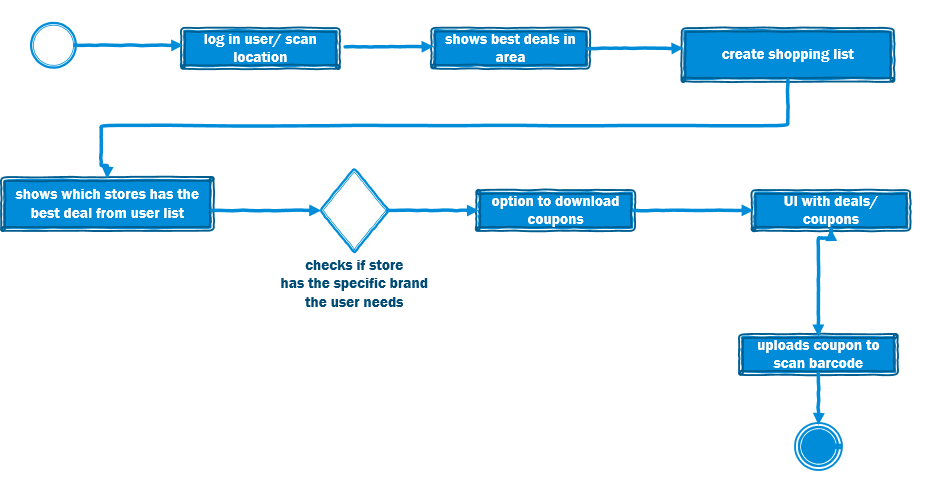 log in user/ scan
location
shows best deals in
area
create shopping list
shows which stores has the
best deal from user list
checks if store
has the specific brand
the user needs
option to download
coupons
UI with deals/
coupons
uploads coupon to
scan barcode